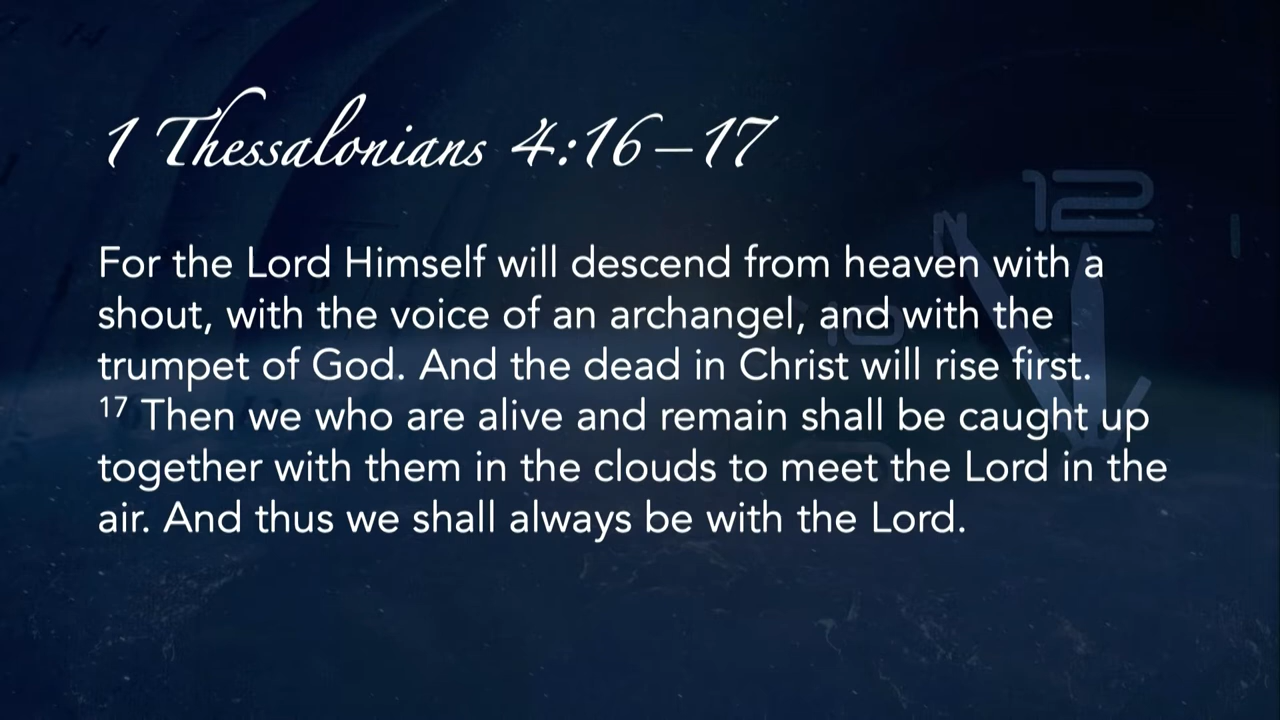 1 Thessalonians 4:16–17
12
For the Lord Himself will descend from heaven with a
shout, with the voice of an archangel, and with the
10
trumpet of God. And the dead in Christ will rise first.
17 Then we who are alive and remain shall be caught up
together with them in the clouds to meet the Lord in the
air. And thus we shall always be with the Lord.